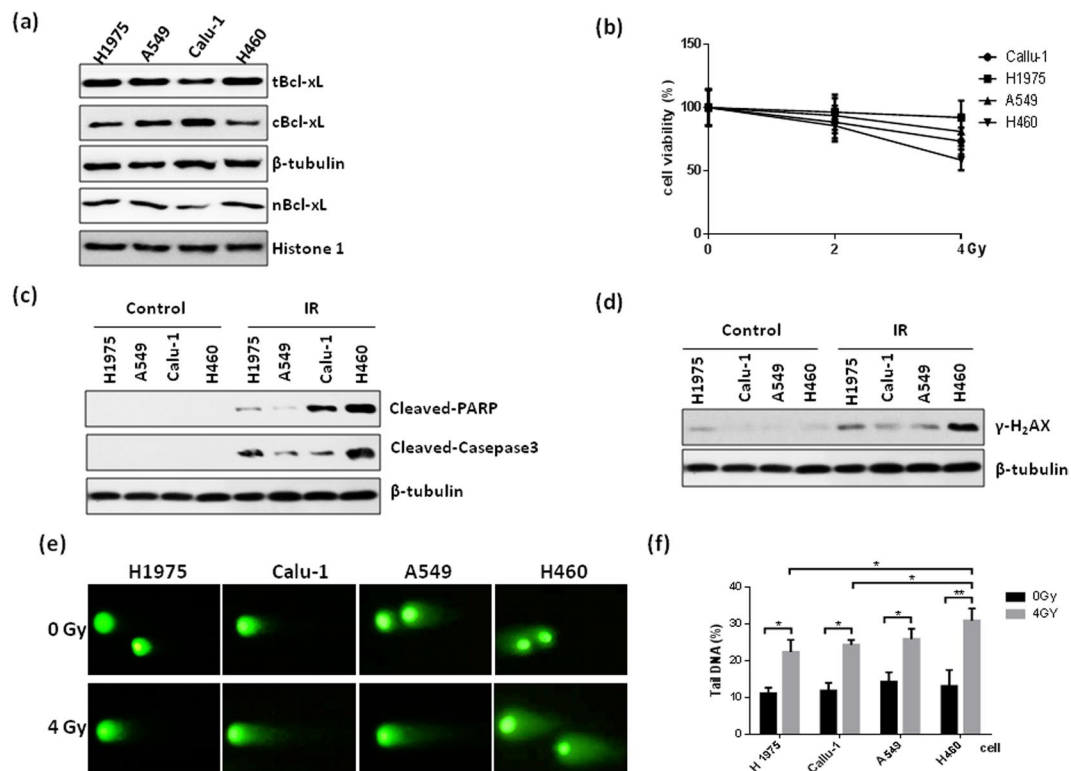 (a)
H1975 A549 Calu-1 H460
tBcl-xL
cBcl-xL
β-tubulin
nBcl-xL
Histone 1
(b)
150
100
50
0
cell viability (%)
0 2 4 Gy
Callu-1
H1975
A549
H460
(c)
Control IR
H1975 A549 Calu-1 H460 H1975 A549 Calu-1 H460
Cleaved-PARP
Cleaved-Casepase3
β-tubulin
(d)
Control IR
H1975 Calu-1 A549 H460 H1975 Calu-1 A549 H460
γ-H₂AX
β-tubulin
(e)
H1975 Calu-1 A549 H460
0 Gy
4 Gy
(f)
40
30
20
10
0
Tail DNA (%)
*
*
* * * **
0Gy
4GY
H 1975 Callu-1 A549 H460 cell